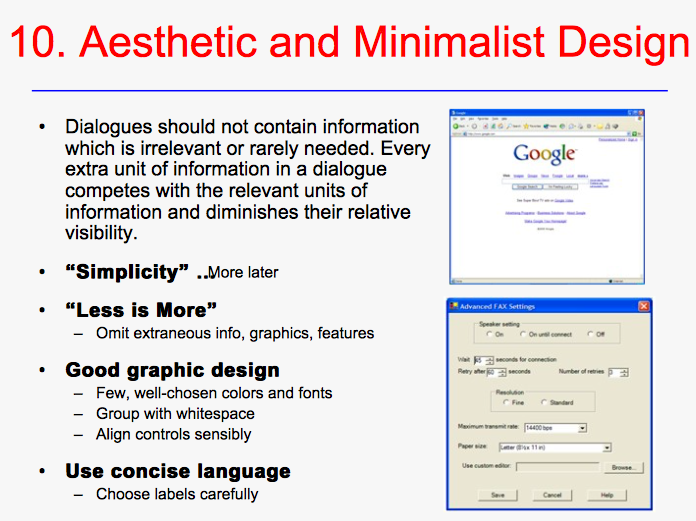 10. Aesthetic and Minimalist Design
• Dialogues should not contain information
which is irrelevant or rarely needed. Every
extra unit of information in a dialogue
competes with the relevant units of
information and diminishes their relative
visibility.
• “Simplicity” … More later
• “Less is More”
– Omit extraneous info, graphics, features
• Good graphic design
– Few, well-chosen colors and fonts
– Group with whitespace
– Align controls sensibly
• Use concise language
– Choose labels carefully
Google
Google Search
Advanced FAX Settings
Speaker setting
On On until connect Off
Wait 45 seconds for connection
Retry after 60 seconds Number of retries 3
Resolution
Fine Standard
Maximum transmit rate: 14400 bps
Paper size: Letter (8½ x 11 in)
Use custom editor: Browse...
Save Cancel Help